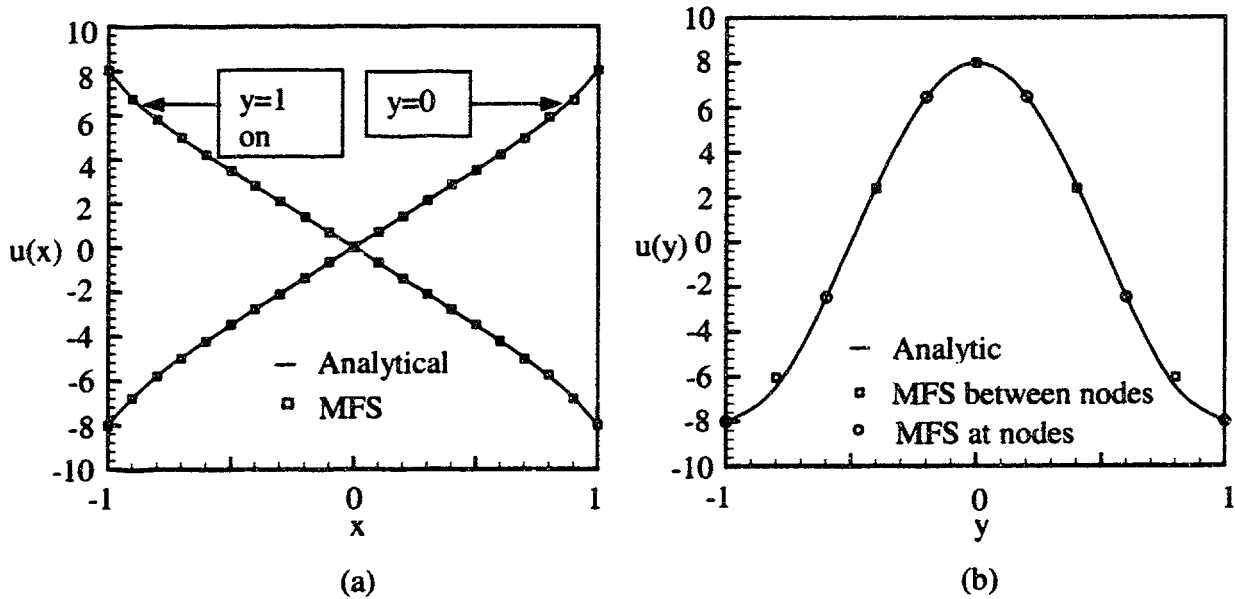 10
8
6
4
2
u(x) 0
-2
-4
-6
-8
-10
-1
0
1
x
y=1
on
y=0
Analytical
MFS
(a)
10
8
6
4
2
u(y) 0
-2
-4
-6
-8
-10
-1
0
1
y
Analytic
MFS between nodes
MFS at nodes
(b)